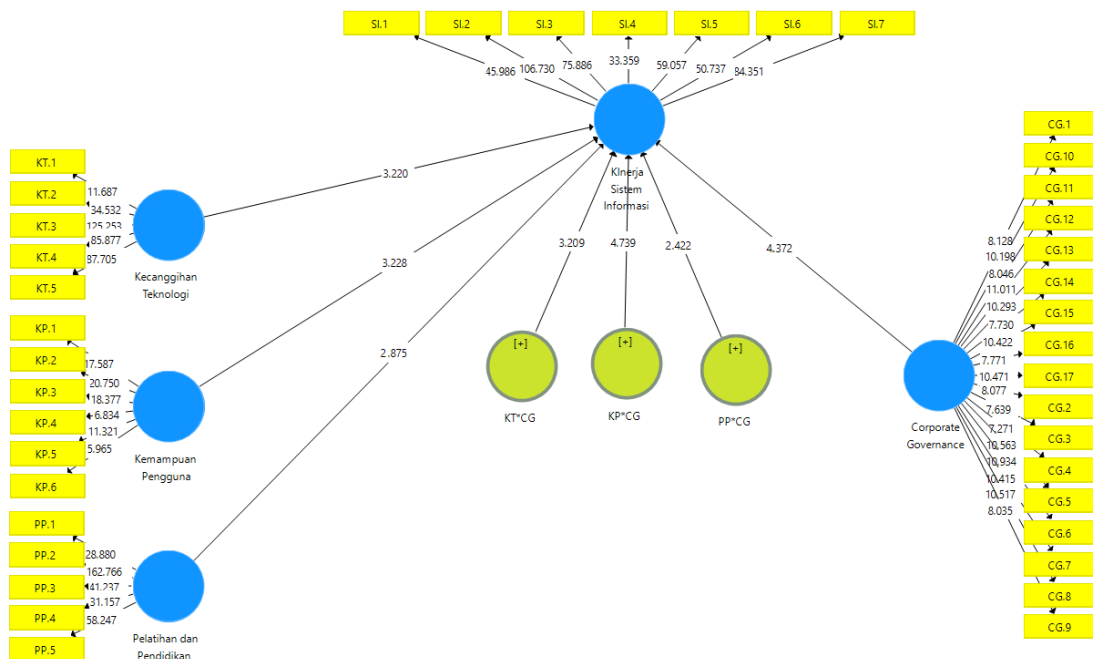 SI.1
SI.2
SI.3
SI.4
SI.5
SI.6
SI.7
45.986
106.730
75.886
33.359
59.057
50.737
84.351
KInerja
Sistem
Informasi
KT.1
KT.2
KT.3
KT.4
KT.5
11.687
34.532
125.253
85.877
37.705
Kecanggihan
Teknologi
3.220
KP.1
KP.2
KP.3
KP.4
KP.5
KP.6
17.587
20.750
18.377
6.834
11.321
5.965
Kemampuan
Pengguna
3.228
PP.1
PP.2
PP.3
PP.4
PP.5
28.880
162.766
41.237
31.157
58.247
Pelatihan dan
Pendidikan
2.875
3.209
4.739
2.422
4.372
[+]
[+]
[+]
KT*CG
KP*CG
PP*CG
Corporate
Governance
8.128
10.198
8.046
11.011
10.293
7.730
10.422
7.771
10.471
8.077
7.639
7.271
10.563
10.934
10.415
10.517
8.035
CG.1
CG.10
CG.11
CG.12
CG.13
CG.14
CG.15
CG.16
CG.17
CG.2
CG.3
CG.4
CG.5
CG.6
CG.7
CG.8
CG.9